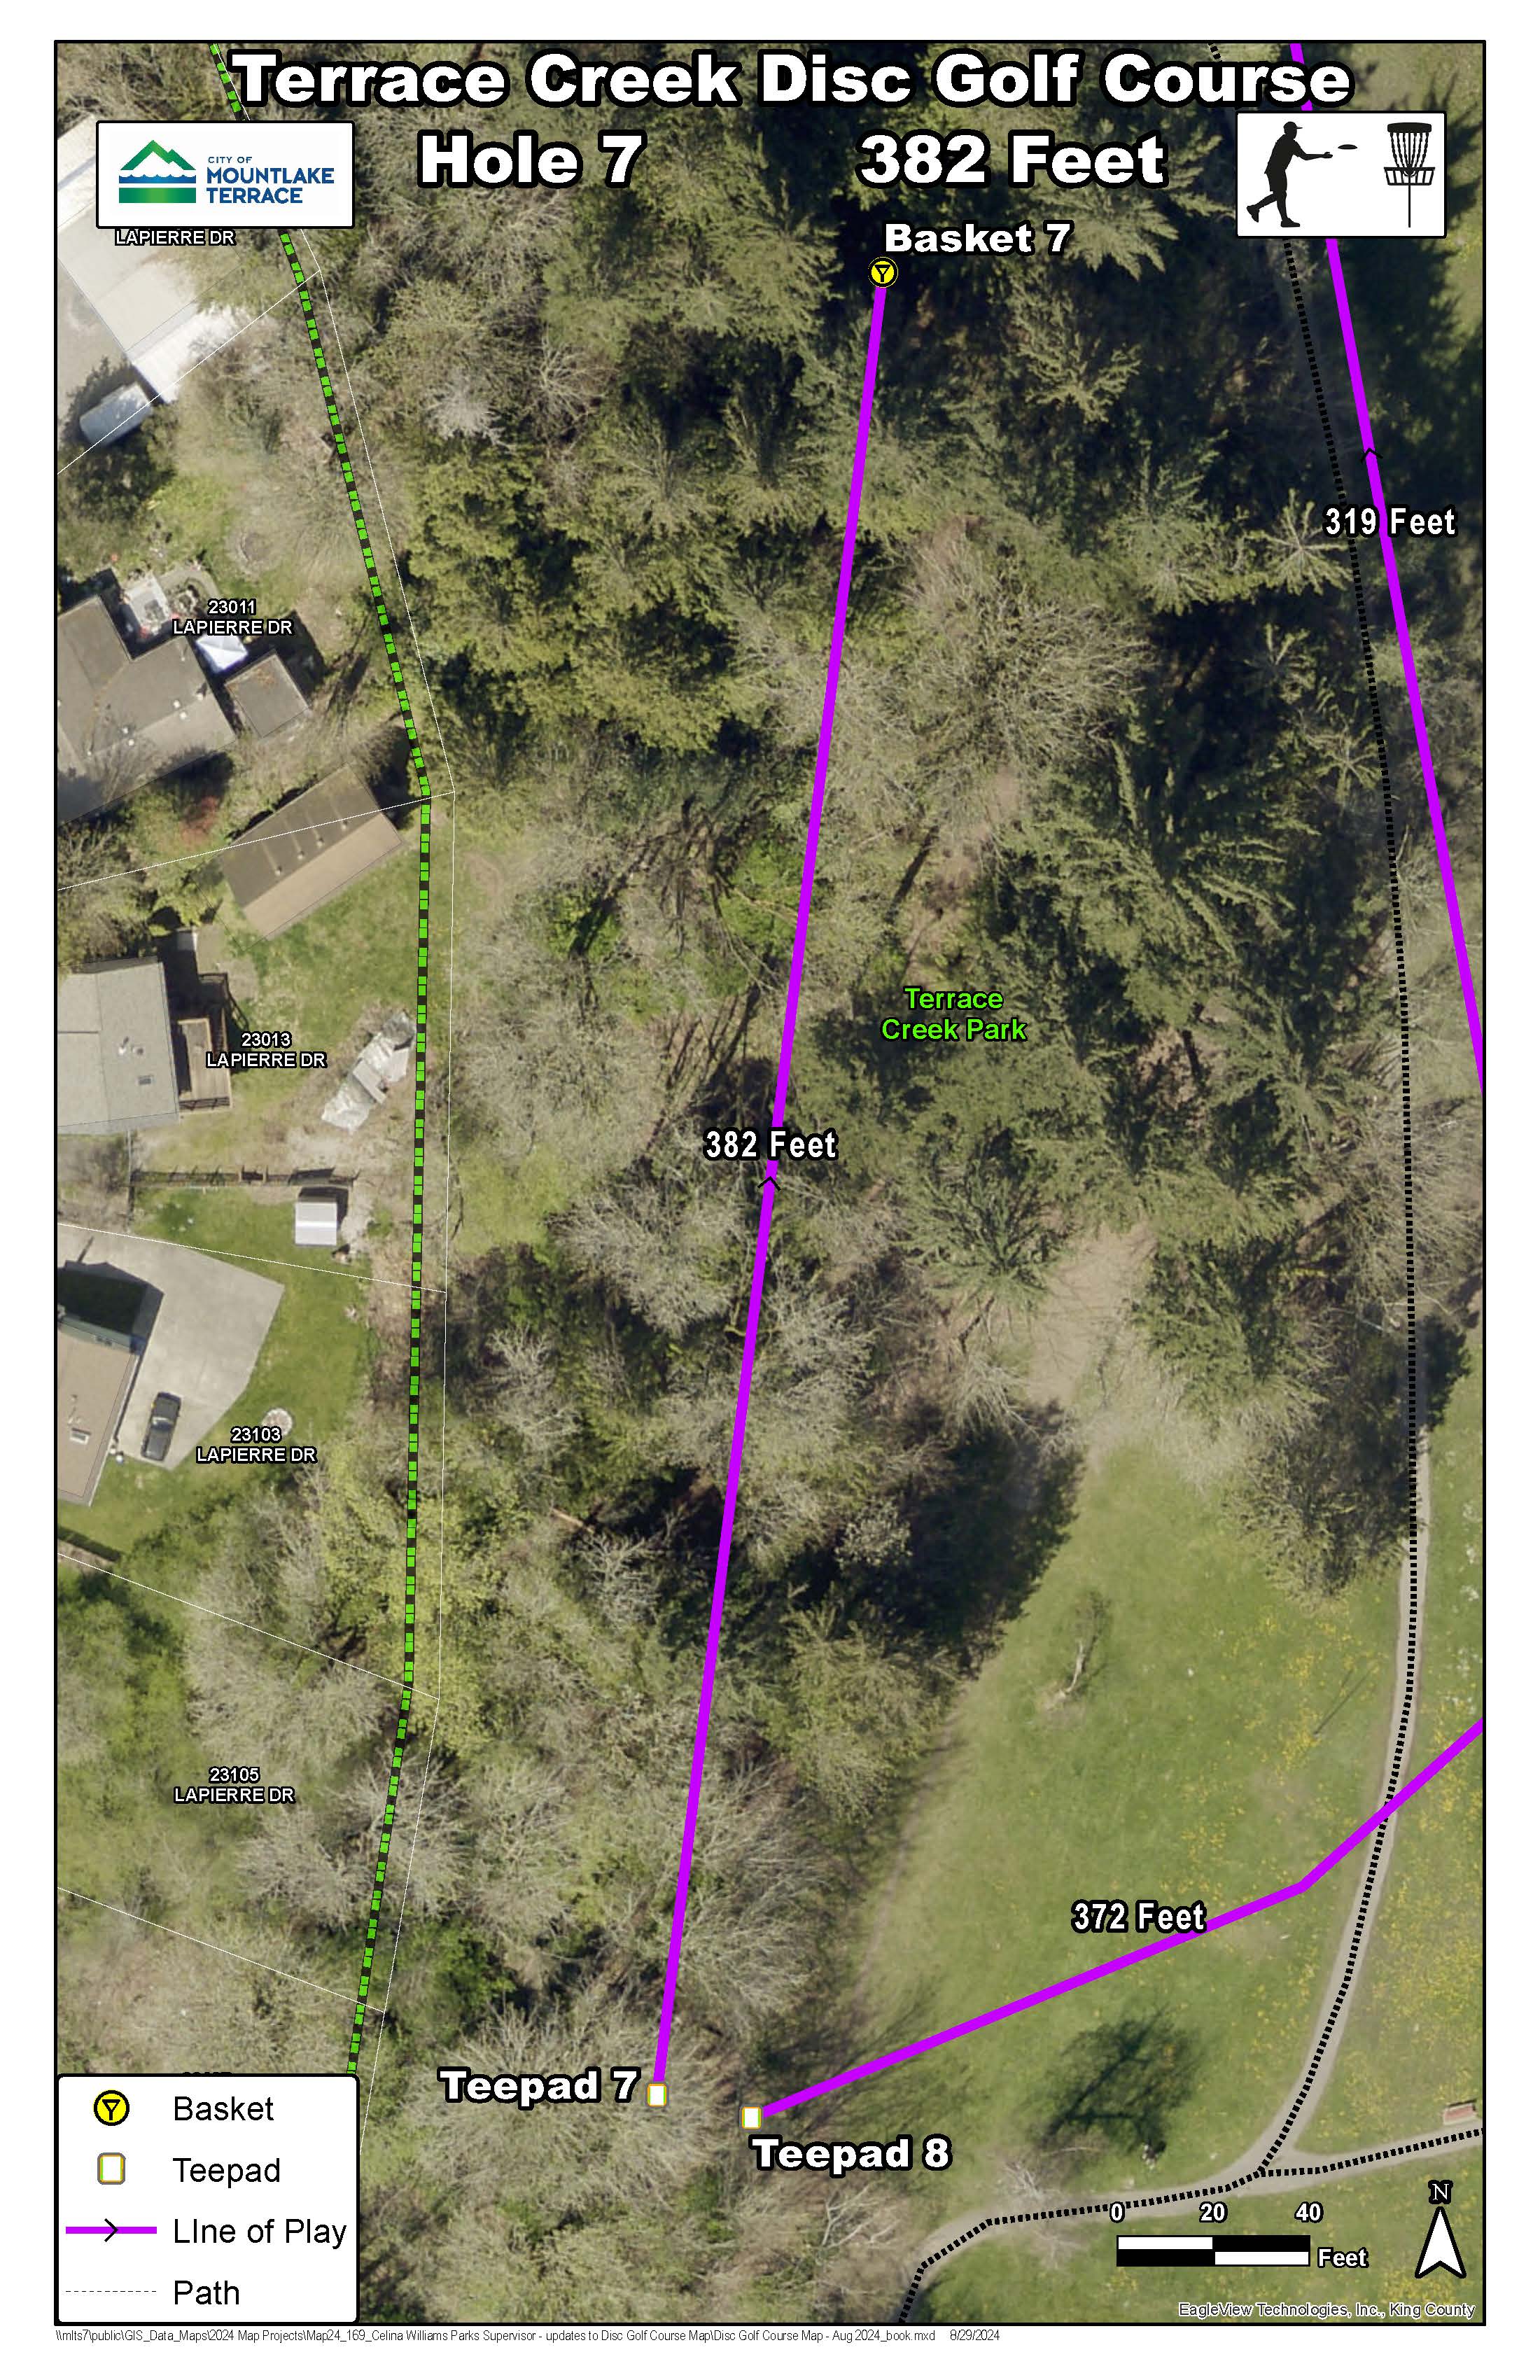 Terrace Creek Disc Golf Course
Hole 7
382 Feet
CITY OF
MOUNTLAKE
TERRACE
LAPIERRE DR
Basket 7
319 Feet
23011
LAPIERRE DR
Terrace
Creek Park
23013
LAPIERRE DR
382 Feet
23103
LAPIERRE DR
23105
LAPIERRE DR
372 Feet
Teepad 7
Teepad 8
Basket
Teepad
LIne of Play
Path
N
0 20 40
Feet
EagleView Technologies, Inc., King County
\\mlts7\public\GIS_Data_Maps\2024 Map Projects\Map24_169_Celina Williams Parks Supervisor - updates to Disc Golf Course Map\Disc Golf Course Map - Aug 2024_book.mxd 8/29/2024